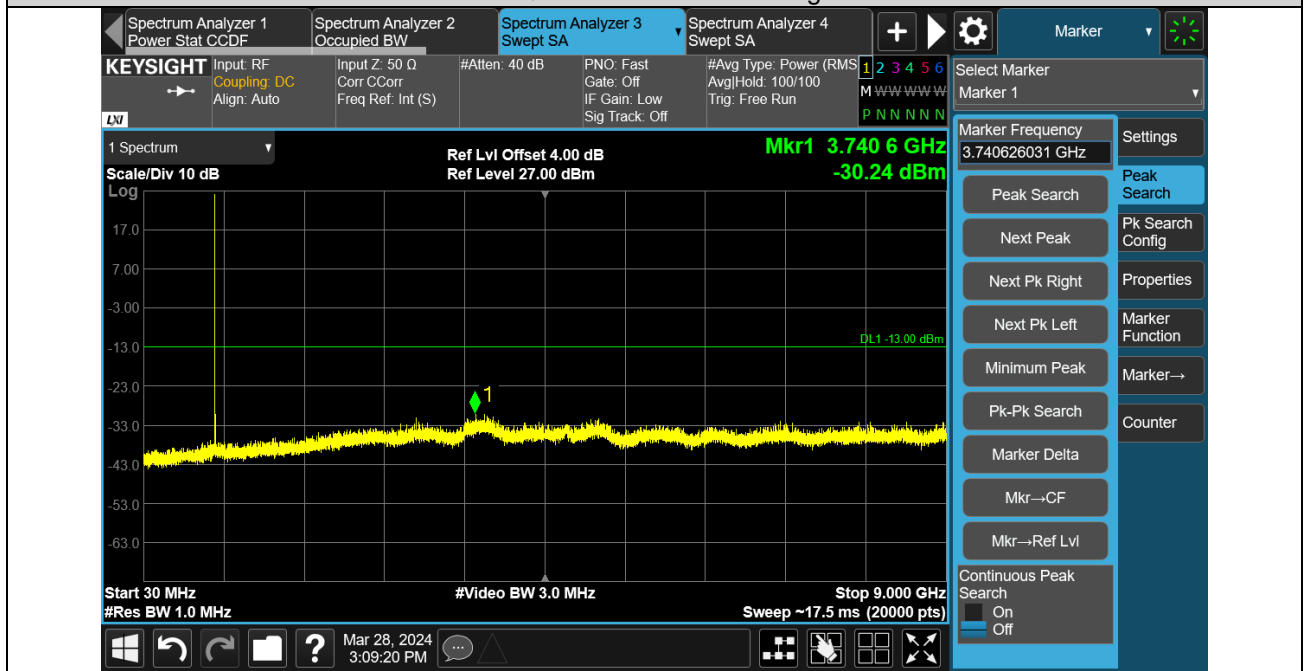 Spectrum Analyzer 1
Power Stat CCDF
Spectrum Analyzer 2
Occupied BW
Spectrum Analyzer 3
Swept SA
Spectrum Analyzer 4
Swept SA
Marker
KEYSIGHT
LXI
Input: RF
Coupling: DC
Align: Auto
Input Z: 50 Ω
Corr CCorr
Freq Ref: Int (S)
#Atten: 40 dB
PNO: Fast
Gate: Off
IF Gain: Low
Sig Track: Off
#Avg Type: Power (RMS
Avg|Hold: 100/100
Trig: Free Run
1 2 3 4 5 6
M W W W W W
P N N N N N
Select Marker
Marker 1
1 Spectrum
Scale/Div 10 dB
Ref Lvl Offset 4.00 dB
Ref Level 27.00 dBm
Mkr1 3.740 6 GHz
-30.24 dBm
Log
17.0
7.00
-3.00
-13.0
-23.0
-33.0
-43.0
-53.0
-63.0
DL1 -13.00 dBm
1
Start 30 MHz
#Res BW 1.0 MHz
#Video BW 3.0 MHz
Stop 9.000 GHz
Sweep ~17.5 ms (20000 pts)
Marker Frequency
3.740626031 GHz
Peak Search
Next Peak
Next Pk Right
Next Pk Left
Minimum Peak
Pk-Pk Search
Marker Delta
Mkr→CF
Mkr→Ref Lvl
Continuous Peak
Search
On
Off
Settings
Peak
Search
Pk Search
Config
Properties
Marker
Function
Marker→
Counter
?
Mar 28, 2024
3:09:20 PM